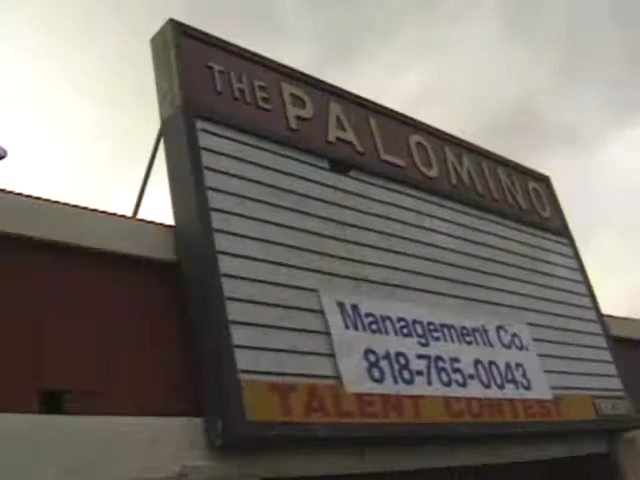 THE PALOMINO
Management Co.
818-765-0043
TALENT CONTEST